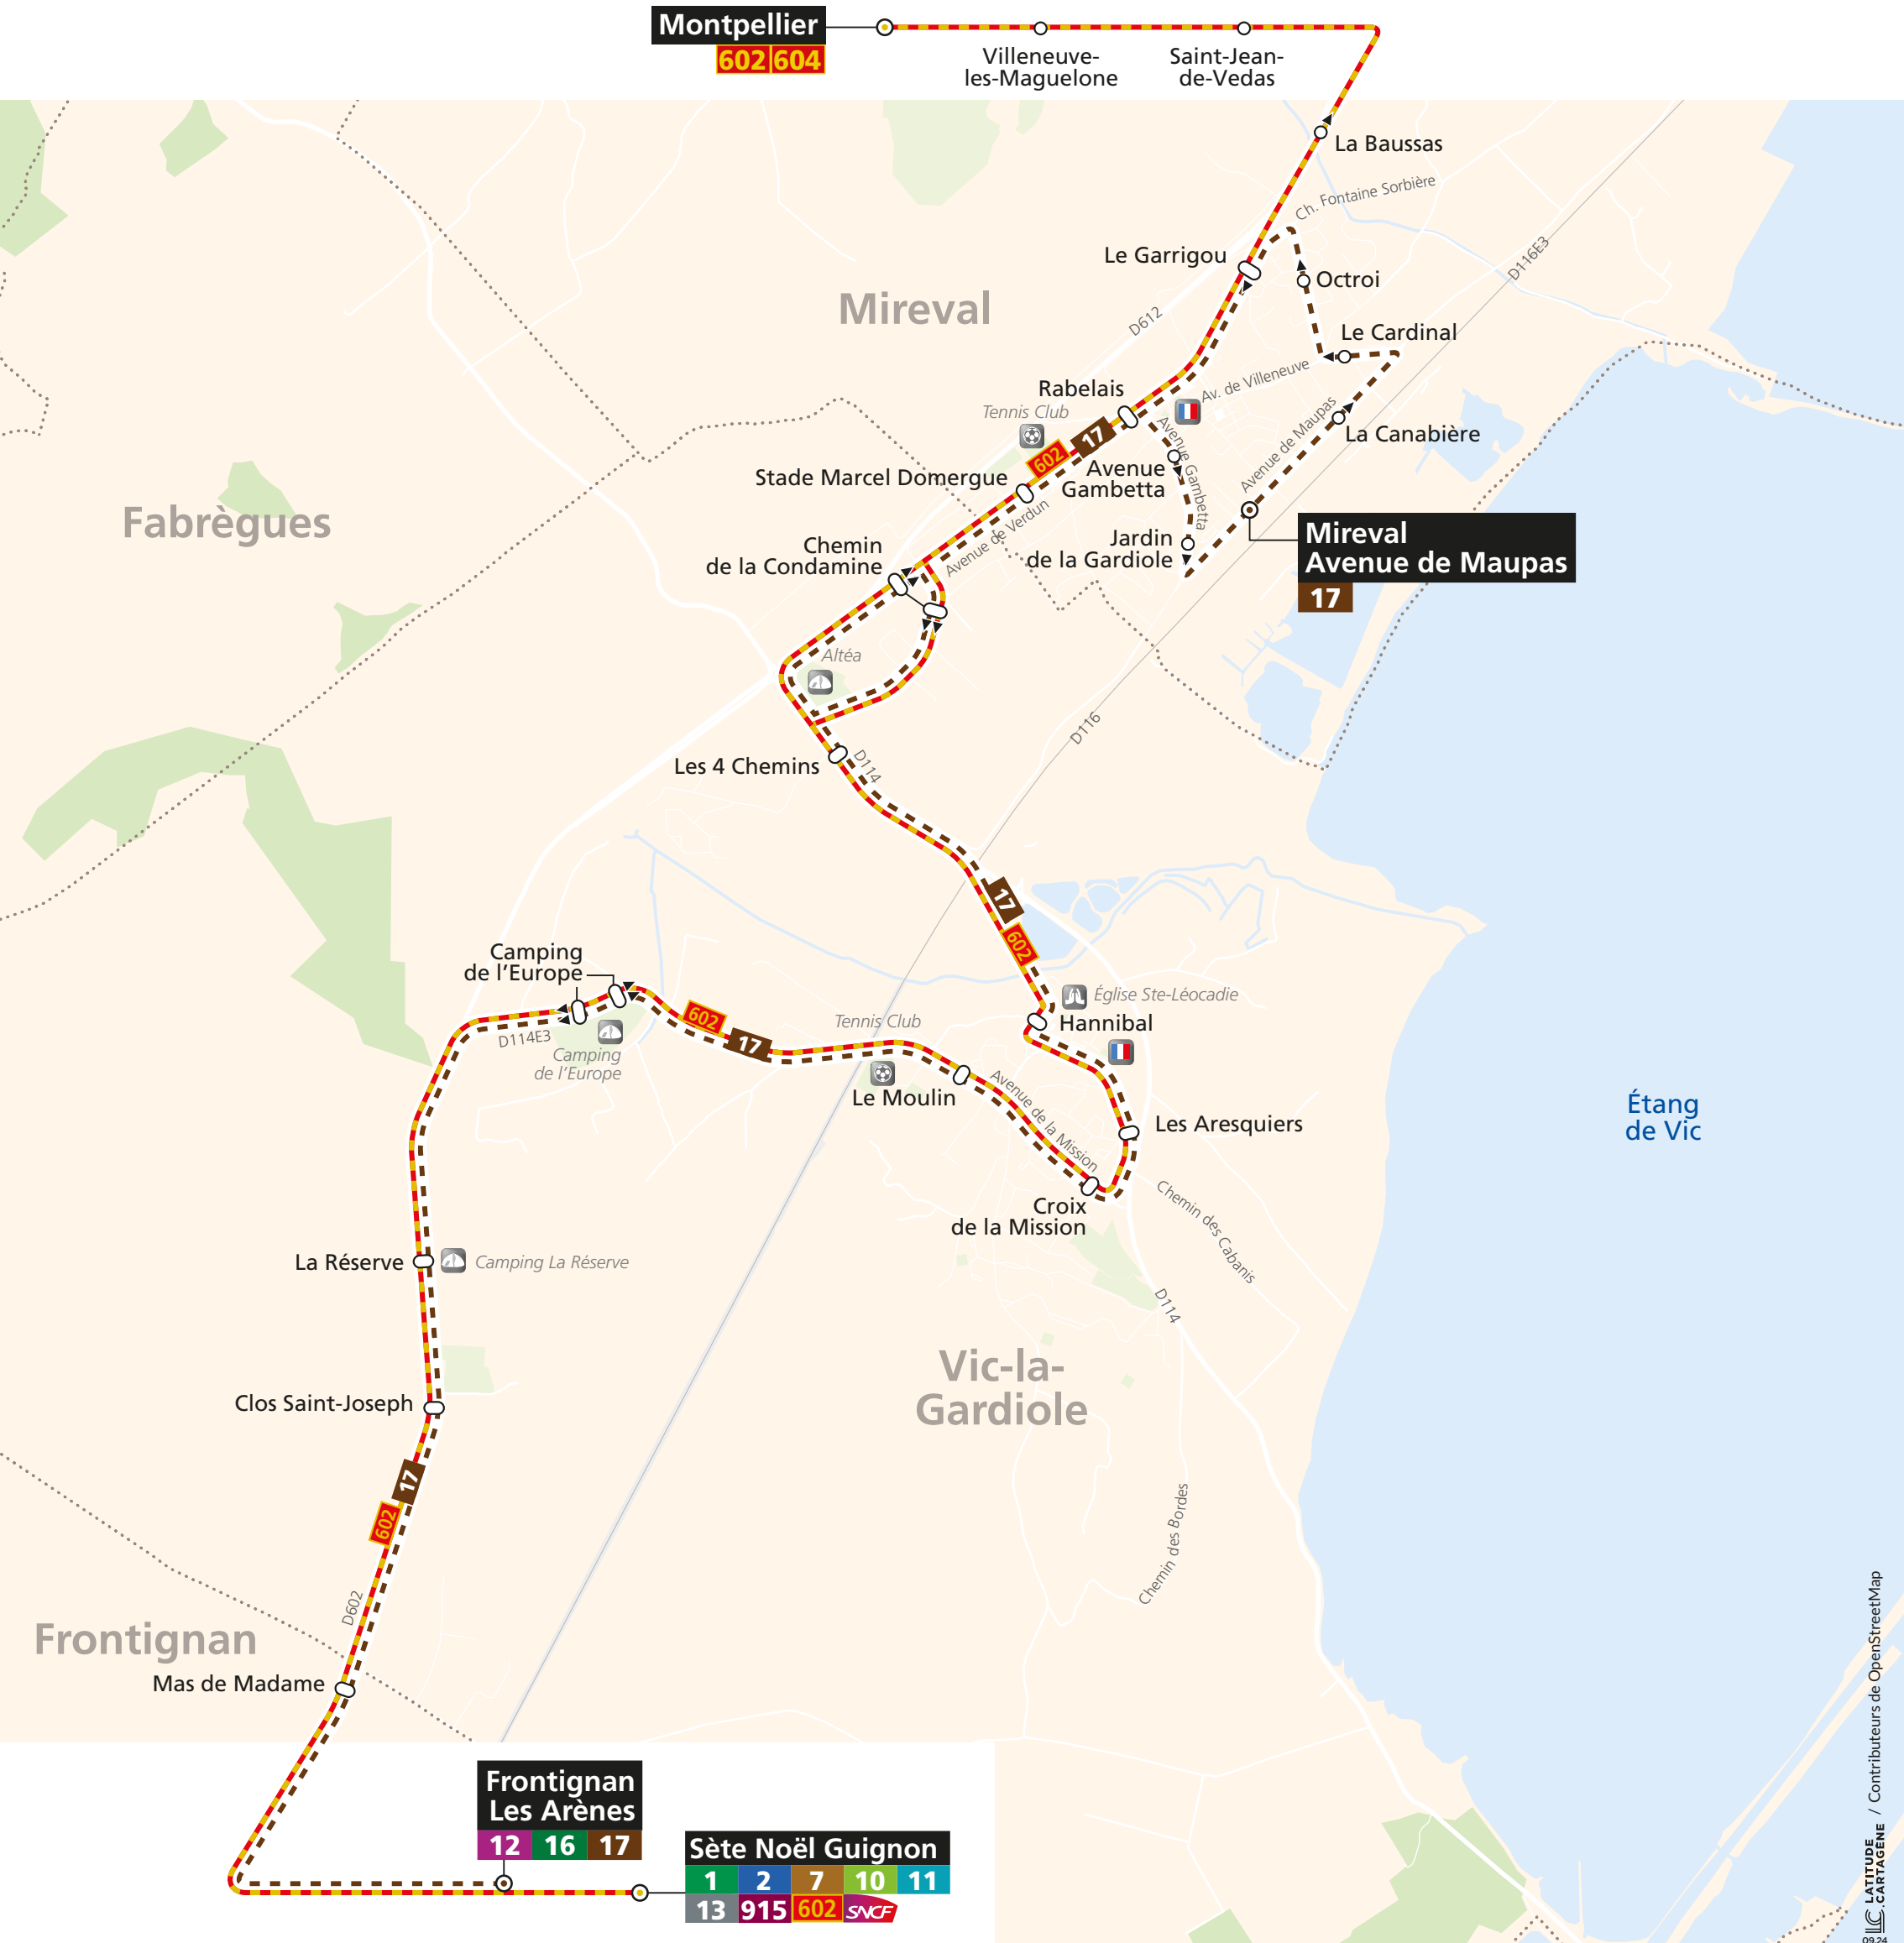 Montpellier
602 604
Villeneuve-
les-Maguelone
Saint-Jean-
de-Vedas
La Baussas
Ch. Fontaine Sorbière
Le Garrigou
Octroi
D116E3
Mireval
D612
Le Cardinal
Av. de Villeneuve
Rabelais
Tennis Club
Avenue de Maupas
La Canabière
17
602
Avenue Gambetta
Avenue
Gambetta
Stade Marcel Domergue
Fabrègues
Avenue de Verdun
Jardin
de la Gardiole
Mireval
Avenue de Maupas
17
Chemin
de la Condamine
Altéa
D116
Les 4 Chemins
D114
17
602
Camping
de l'Europe
Église Ste-Léocadie
Hannibal
602
17
Tennis Club
D114E3
Camping
de l'Europe
Le Moulin
Avenue de la Mission
Les Aresquiers
Étang
de Vic
Croix
de la Mission
Chemin des Cabanis
La Réserve
Camping La Réserve
D114
Vic-la-
Gardiole
Clos Saint-Joseph
17
602
Chemin des Bordes
D602
Frontignan
Mas de Madame
Frontignan
Les Arènes
12 16 17
Sète Noël Guignon
1 2 7 10 11
13 915 602 SNCF
LC LATITUDE
.CARTAGÈNE / Contributeurs de OpenStreetMap
09.24